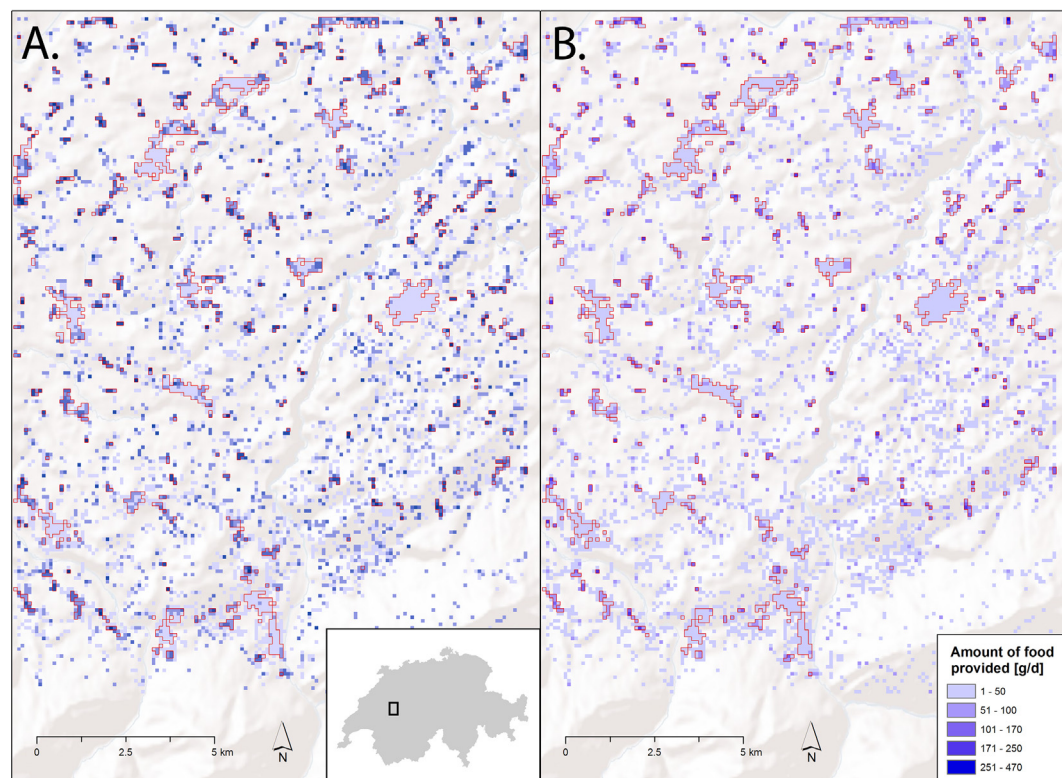 A.
B.
0
2.5
5 km
N
0
2.5
5 km
N
Amount of food
provided [g/d]
1 - 50
51 - 100
101 - 170
171 - 250
251 - 470